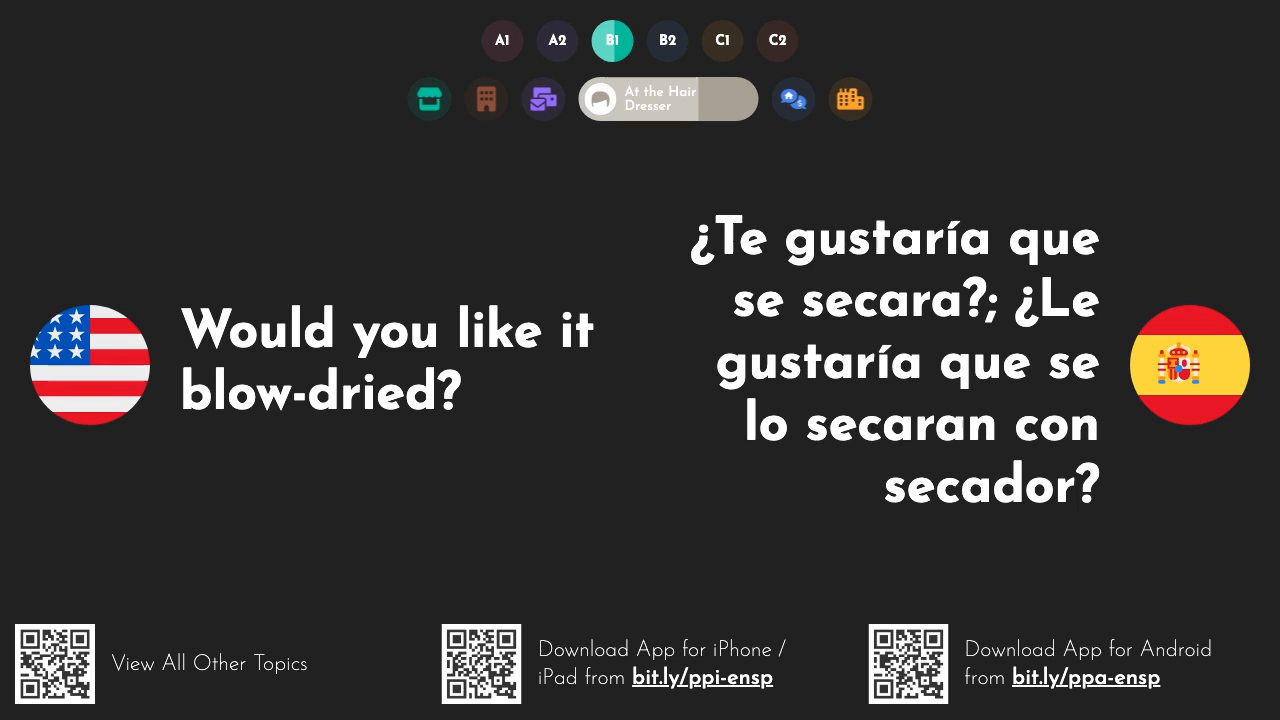 A1 A2 B1 B2 C1 C2
At the Hair
Dresser
Would you like it
blow-dried?
¿Te gustaría que
se secara?; ¿Le
gustaría que se
lo secaran con
secador?
View All Other Topics
Download App for iPhone /
iPad from bit.ly/ppi-ensp
Download App for Android
from bit.ly/ppa-ensp